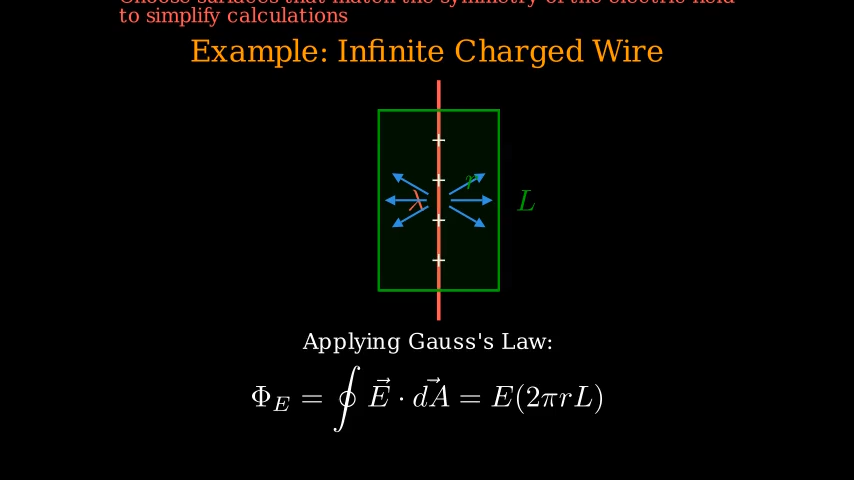 Choose surfaces that match the symmetry of the electric field
to simplify calculations
Example: Infinite Charged Wire
+
+
r
λ
L
+
+
Applying Gauss's Law:
Φ_E = ∮ E⃗ · dA⃗ = E(2πrL)